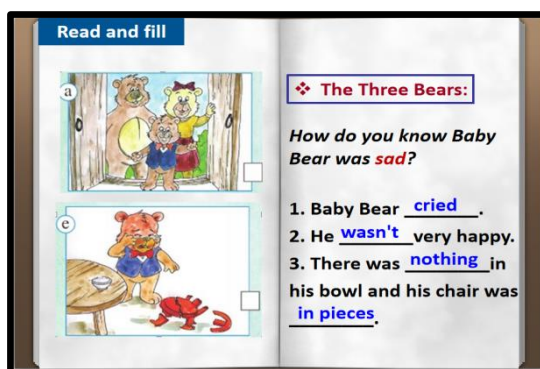 Read and fill
a
e
❖ The Three Bears:
How do you know Baby
Bear was sad?
1. Baby Bear cried.
2. He wasn't very happy.
3. There was nothing in
his bowl and his chair was
in pieces.